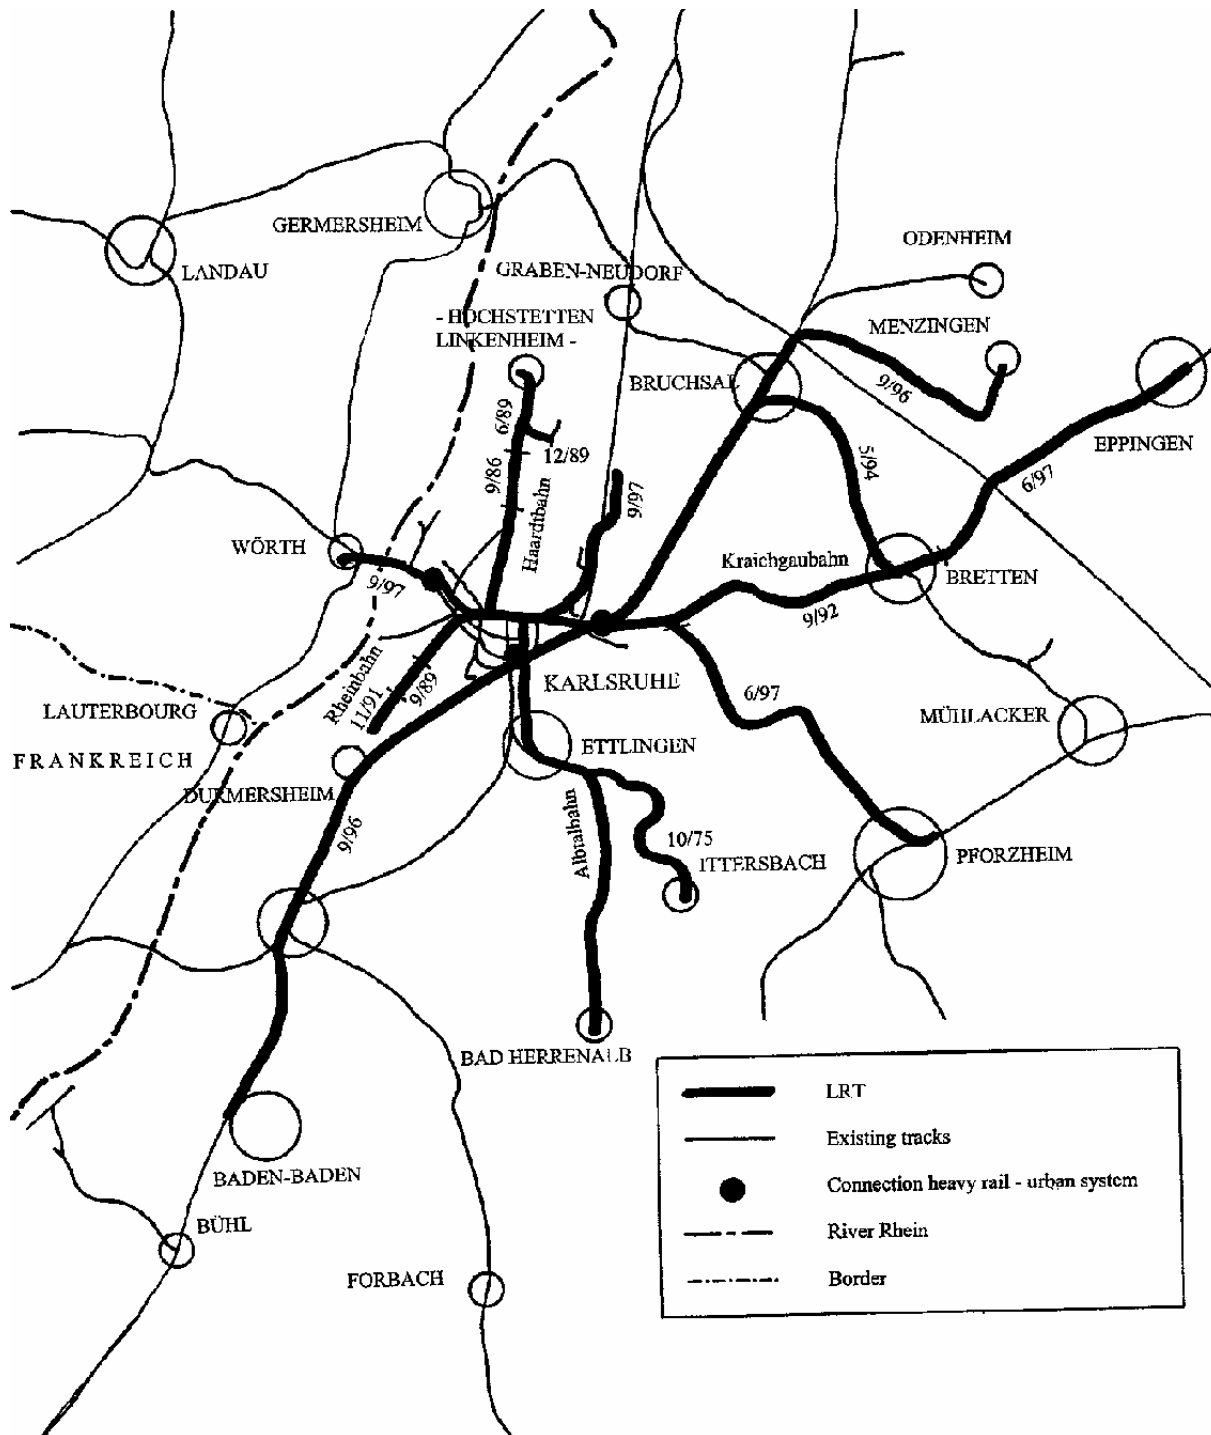 GERMERSHEIM
LANDAU
ODENHEIM
GRABEN-NEUDORF
- HOCHSTETTEN
LINKENHEIM -
MENZINGEN
BRUCHSAL
9/96
EPPINGEN
6/89
12/89
9/86
5/94
6/97
9/97
Haardtbahn
WÖRTH
9/97
Kraichgaubahn
BRETTEN
9/92
Rheinbahn
11/91
9/89
KARLSRUHE
6/97
LAUTERBOURG
MÜHLACKER
FRANKREICH
ETTLINGEN
DURMERSHEIM
9/96
Albtalbahn
10/75
ITTERSBACH
PFORZHEIM
BAD HERRENALB
BADEN-BADEN
BÜHL
FORBACH
LRT
Existing tracks
Connection heavy rail - urban system
River Rhein
Border